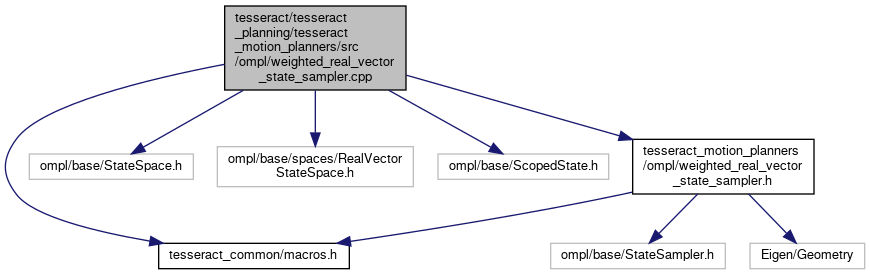 tesseract/tesseract
_planning/tesseract
_motion_planners/src
/ompl/weighted_real_vector
_state_sampler.cpp
ompl/base/StateSpace.h
ompl/base/spaces/RealVector
StateSpace.h
ompl/base/ScopedState.h
tesseract_motion_planners
/ompl/weighted_real_vector
_state_sampler.h
tesseract_common/macros.h
ompl/base/StateSampler.h
Eigen/Geometry